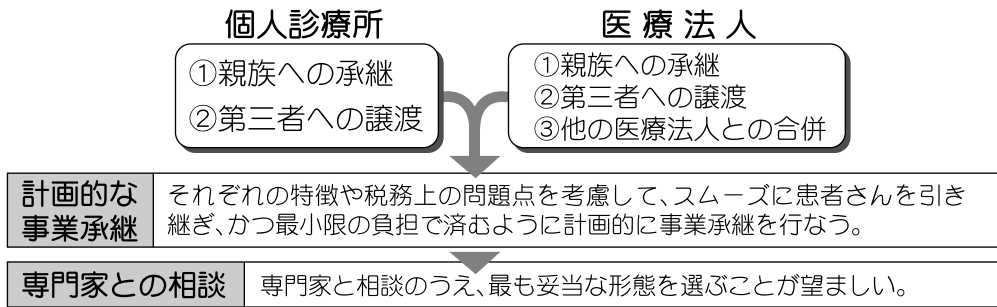 個人診療所
①親族への承継
②第三者への譲渡
医療法人
①親族への承継
②第三者への譲渡
③他の医療法人との合併
計画的な
事業承継
それぞれの特徴や税務上の問題点を考慮して、スムーズに患者さんを引き
継ぎ、かつ最小限の負担で済むように計画的に事業承継を行なう。
専門家との相談
専門家と相談のうえ、最も妥当な形態を選ぶことが望ましい。